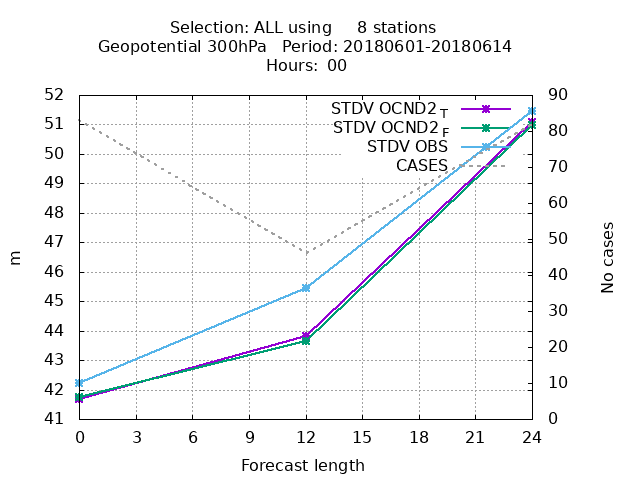 Selection: ALL using 8 stations
Geopotential 300hPa Period: 20180601-20180614
Hours: 00
52 90
STDV OCND2 T
51 80
STDV OCND2 F
STDV OBS
50 70
CASES
49 60
48
47 50
46 40
45 30
44 20
43
42 10
41 0
m
No cases
0 3 6 9 12 15 18 21 24
Forecast length